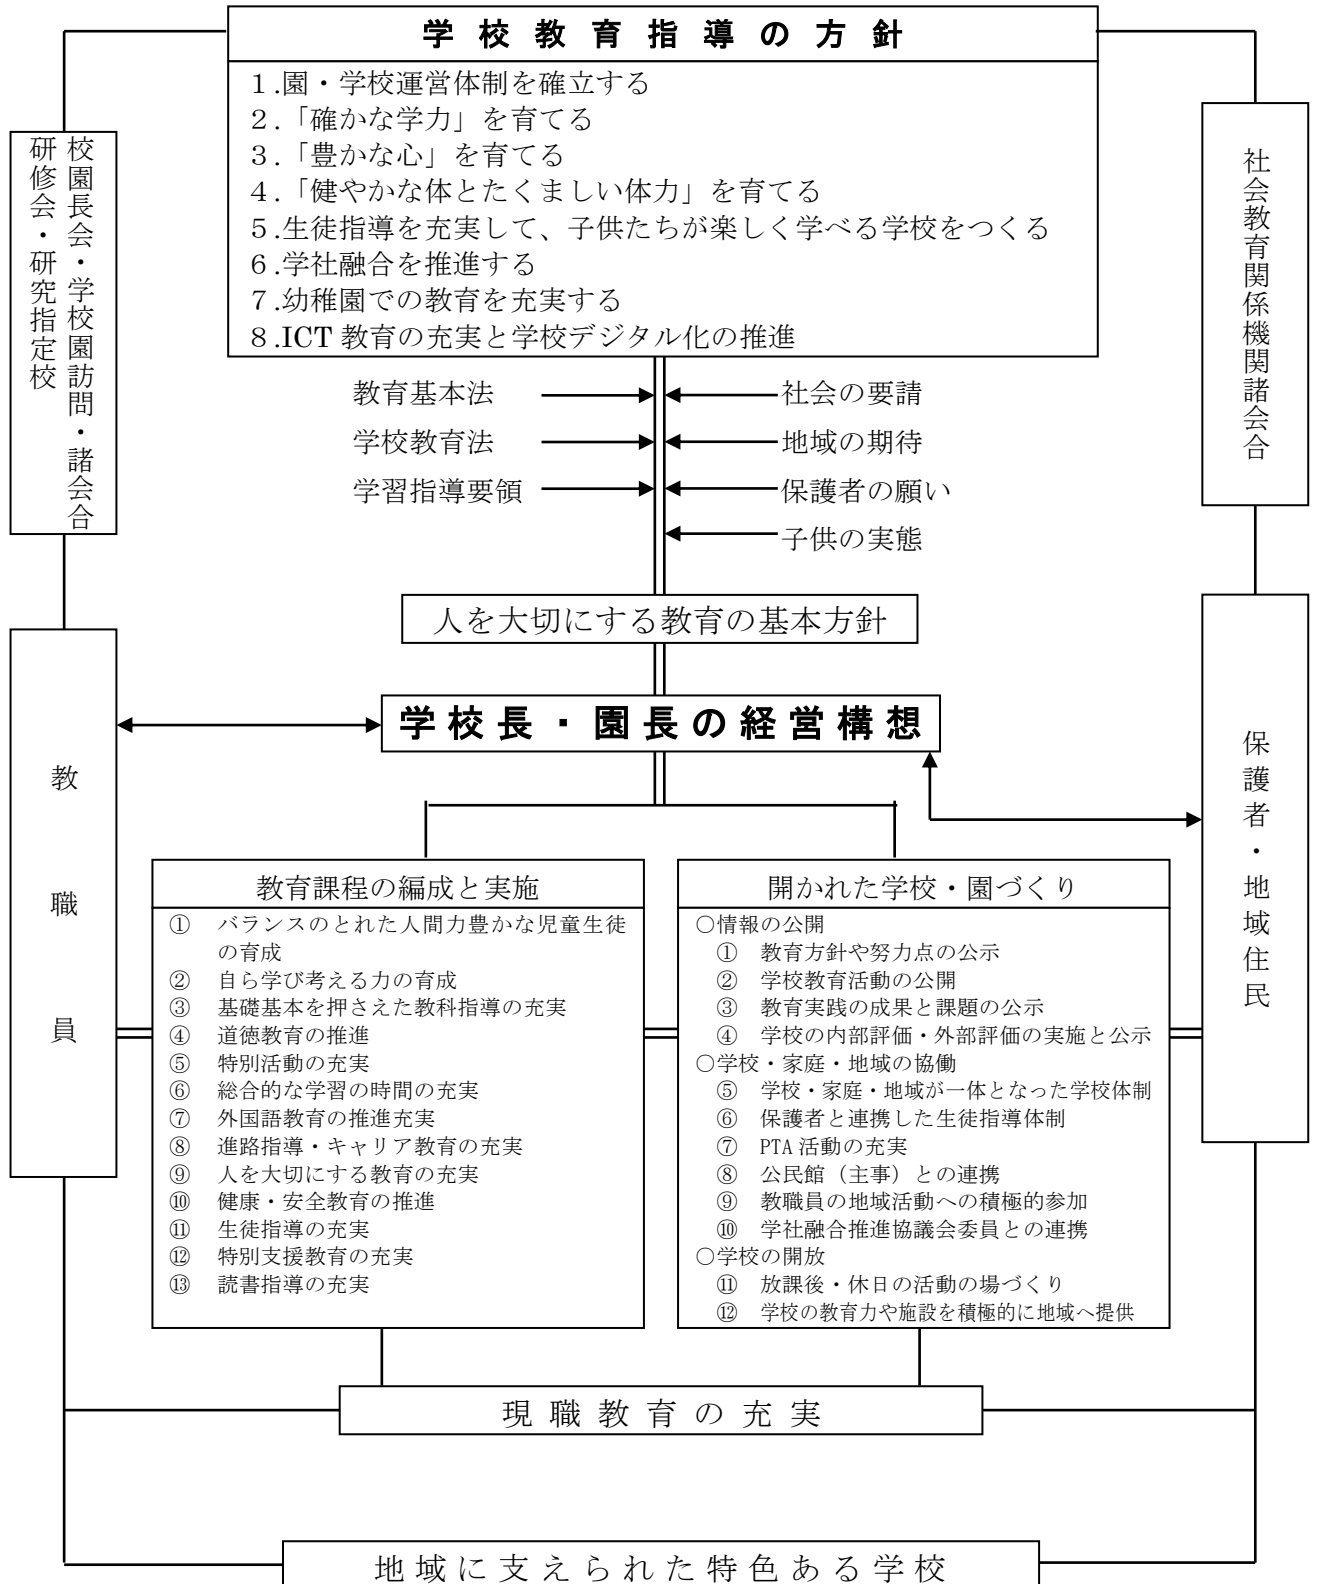 学校教育指導の方針
１.園・学校運営体制を確立する
２.「確かな学力」を育てる
３.「豊かな心」を育てる
４.「健やかな体とたくましい体力」を育てる
５.生徒指導を充実して、子供たちが楽しく学べる学校をつくる
６.学社融合を推進する
７.幼稚園での教育を充実する
８.ICT 教育の充実と学校デジタル化の推進
校園長会・学校園訪問・諸会合
研修会・研究指定校
社会教育関係機関諸会合
教育基本法
社会の要請
学校教育法
地域の期待
学習指導要領
保護者の願い
子供の実態
人を大切にする教育の基本方針
学校長・園長の経営構想
教職員
保護者・地域住民
教育課程の編成と実施
① バランスのとれた人間力豊かな児童生徒
の育成
② 自ら学び考える力の育成
③ 基礎基本を押さえた教科指導の充実
④ 道徳教育の推進
⑤ 特別活動の充実
⑥ 総合的な学習の時間の充実
⑦ 外国語教育の推進充実
⑧ 進路指導・キャリア教育の充実
⑨ 人を大切にする教育の充実
⑩ 健康・安全教育の推進
⑪ 生徒指導の充実
⑫ 特別支援教育の充実
⑬ 読書指導の充実
開かれた学校・園づくり
○情報の公開
① 教育方針や努力点の公示
② 学校教育活動の公開
③ 教育実践の成果と課題の公示
④ 学校の内部評価・外部評価の実施と公示
○学校・家庭・地域の協働
⑤ 学校・家庭・地域が一体となった学校体制
⑥ 保護者と連携した生徒指導体制
⑦ PTA 活動の充実
⑧ 公民館（主事）との連携
⑨ 教職員の地域活動への積極的参加
⑩ 学社融合推進協議会委員との連携
○学校の開放
⑪ 放課後・休日の活動の場づくり
⑫ 学校の教育力や施設を積極的に地域へ提供
現職教育の充実
地域に支えられた特色ある学校